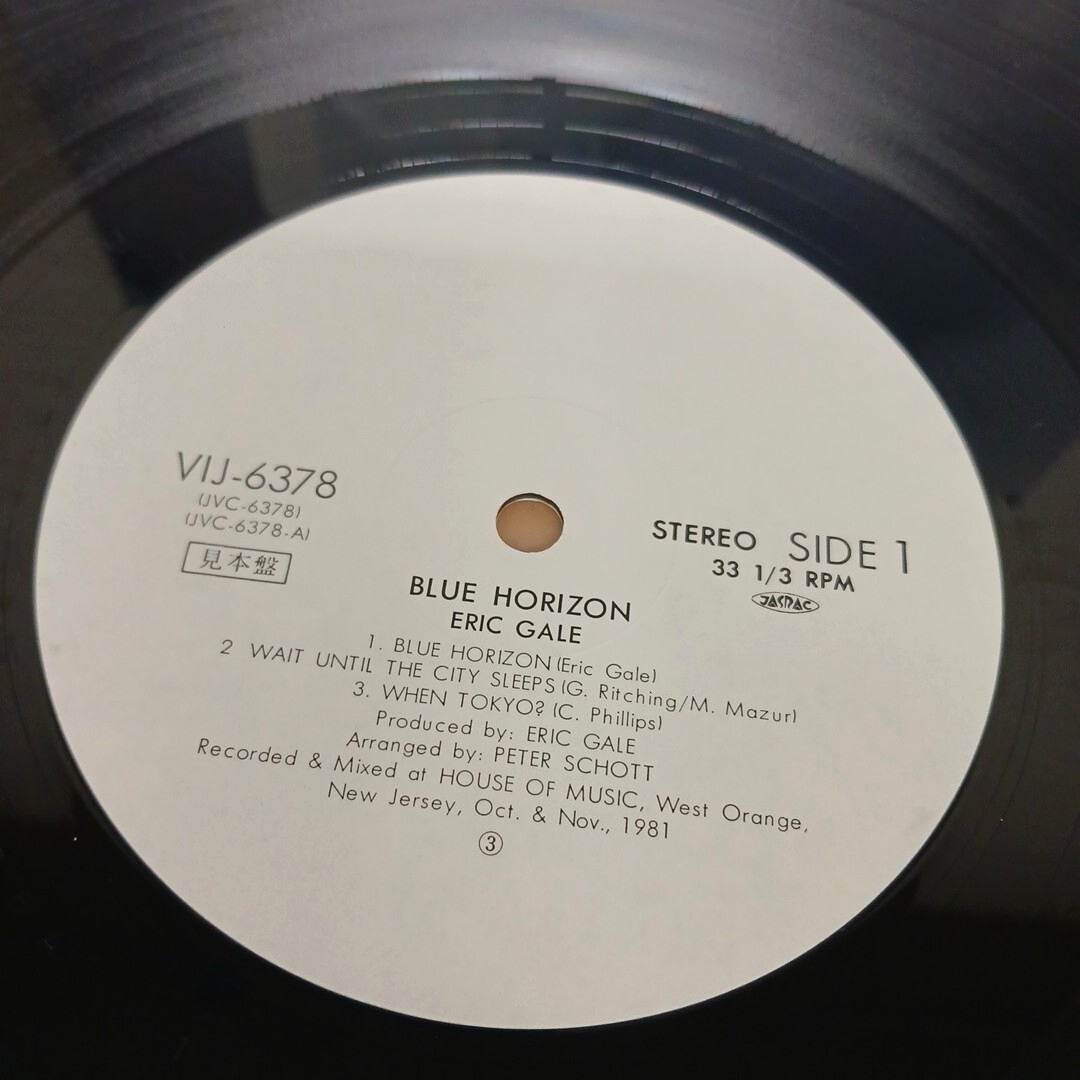 VIJ-6378
(JVC-6378)
(JVC-6378-A)
見本盤
STEREO SIDE 1
33 1/3 RPM
JASRAC
BLUE HORIZON
ERIC GALE
1. BLUE HORIZON (Eric Gale)
2 WAIT UNTIL THE CITY SLEEPS (G. Ritching/M. Mazur)
3. WHEN TOKYO? (C. Phillips)
Produced by: ERIC GALE
Arranged by: PETER SCHOTT
Recorded & Mixed at HOUSE OF MUSIC, West Orange,
New Jersey, Oct. & Nov., 1981
③